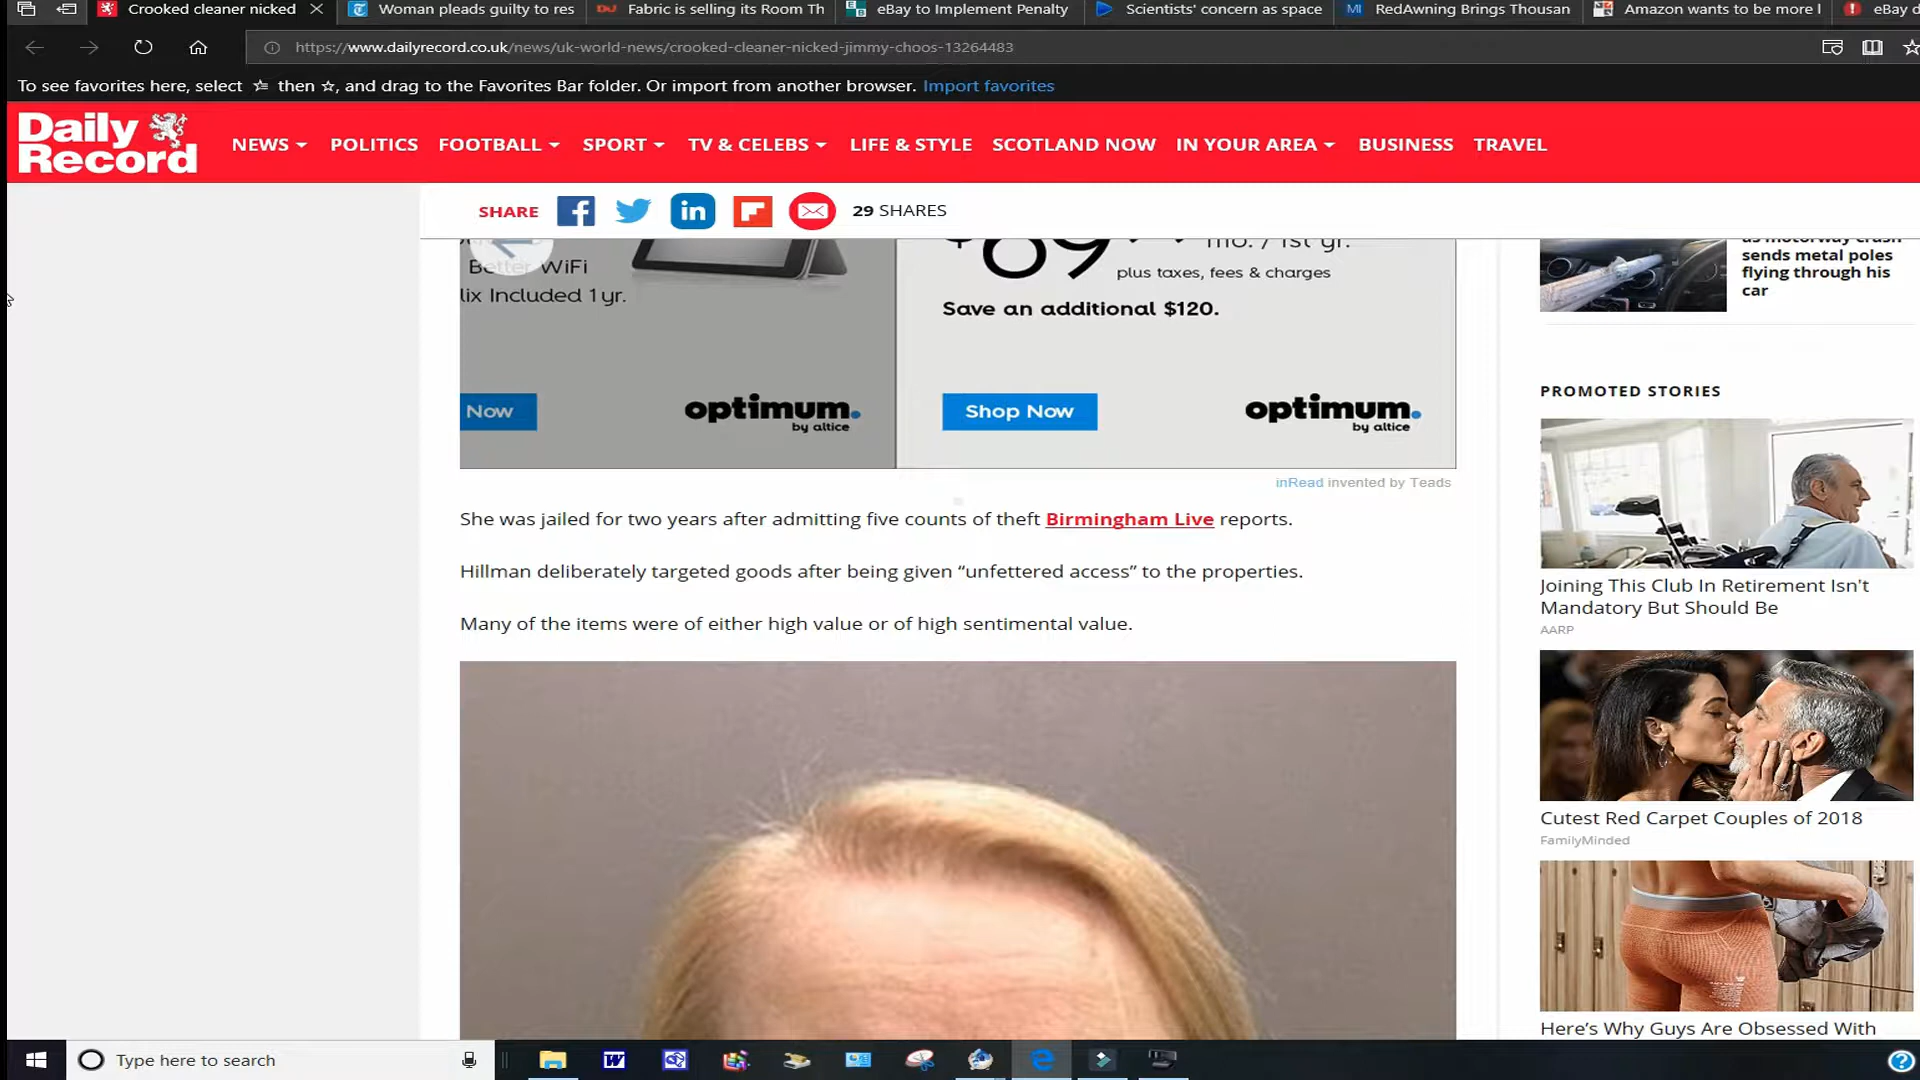 Crooked cleaner nicked
Woman pleads guilty to res
Fabric is selling its Room Th
eBay to Implement Penalty
Scientists' concern as space
RedAwning Brings Thousan
Amazon wants to be more l
eBay d
https://www.dailyrecord.co.uk/news/uk-world-news/crooked-cleaner-nicked-jimmy-choos-13264483
To see favorites here, select ☆ then ☆, and drag to the Favorites Bar folder. Or import from another browser. Import favorites
Daily
Record
NEWS POLITICS FOOTBALL SPORT TV & CELEBS LIFE & STYLE SCOTLAND NOW IN YOUR AREA BUSINESS TRAVEL
SHARE
29 SHARES
Better WiFi
lix Included 1 yr.
Now
optimum.
by altice
$69
mo. / 1st yr.
plus taxes, fees & charges
Save an additional $120.
Shop Now
optimum.
by altice
inRead invented by Teads
She was jailed for two years after admitting five counts of theft Birmingham Live reports.
Hillman deliberately targeted goods after being given “unfettered access” to the properties.
Many of the items were of either high value or of high sentimental value.
as motorway crash
sends metal poles
flying through his
car
PROMOTED STORIES
Joining This Club In Retirement Isn't
Mandatory But Should Be
AARP
Cutest Red Carpet Couples of 2018
FamilyMinded
Here’s Why Guys Are Obsessed With
Type here to search